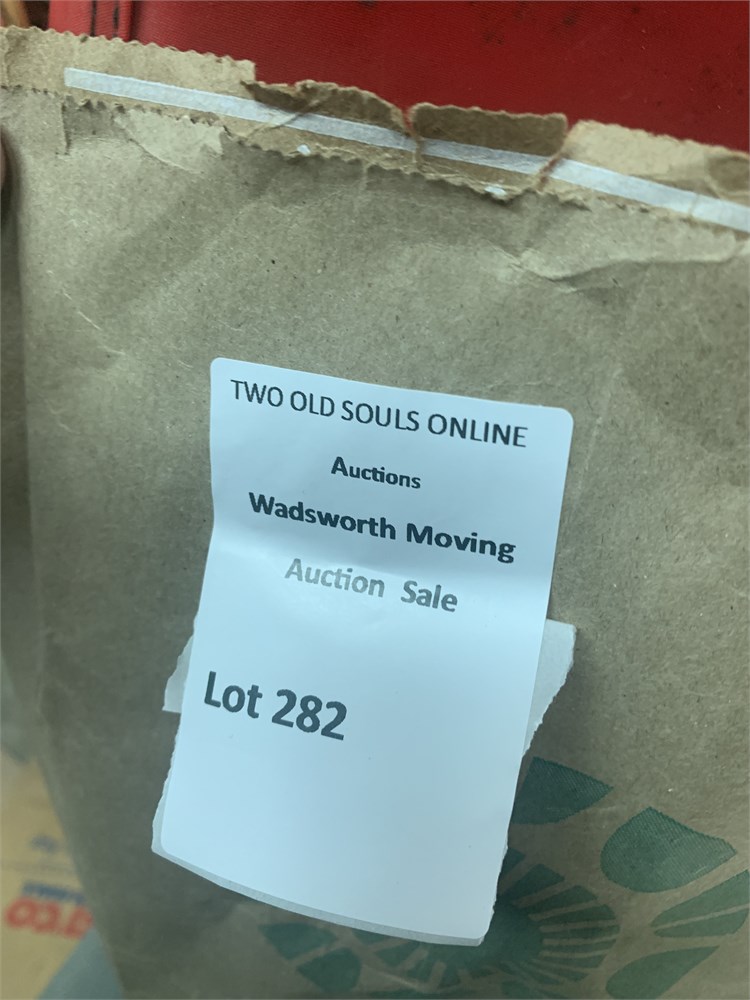 TWO OLD SOULS ONLINE
Auctions
Wadsworth Moving
Auction Sale
Lot 282